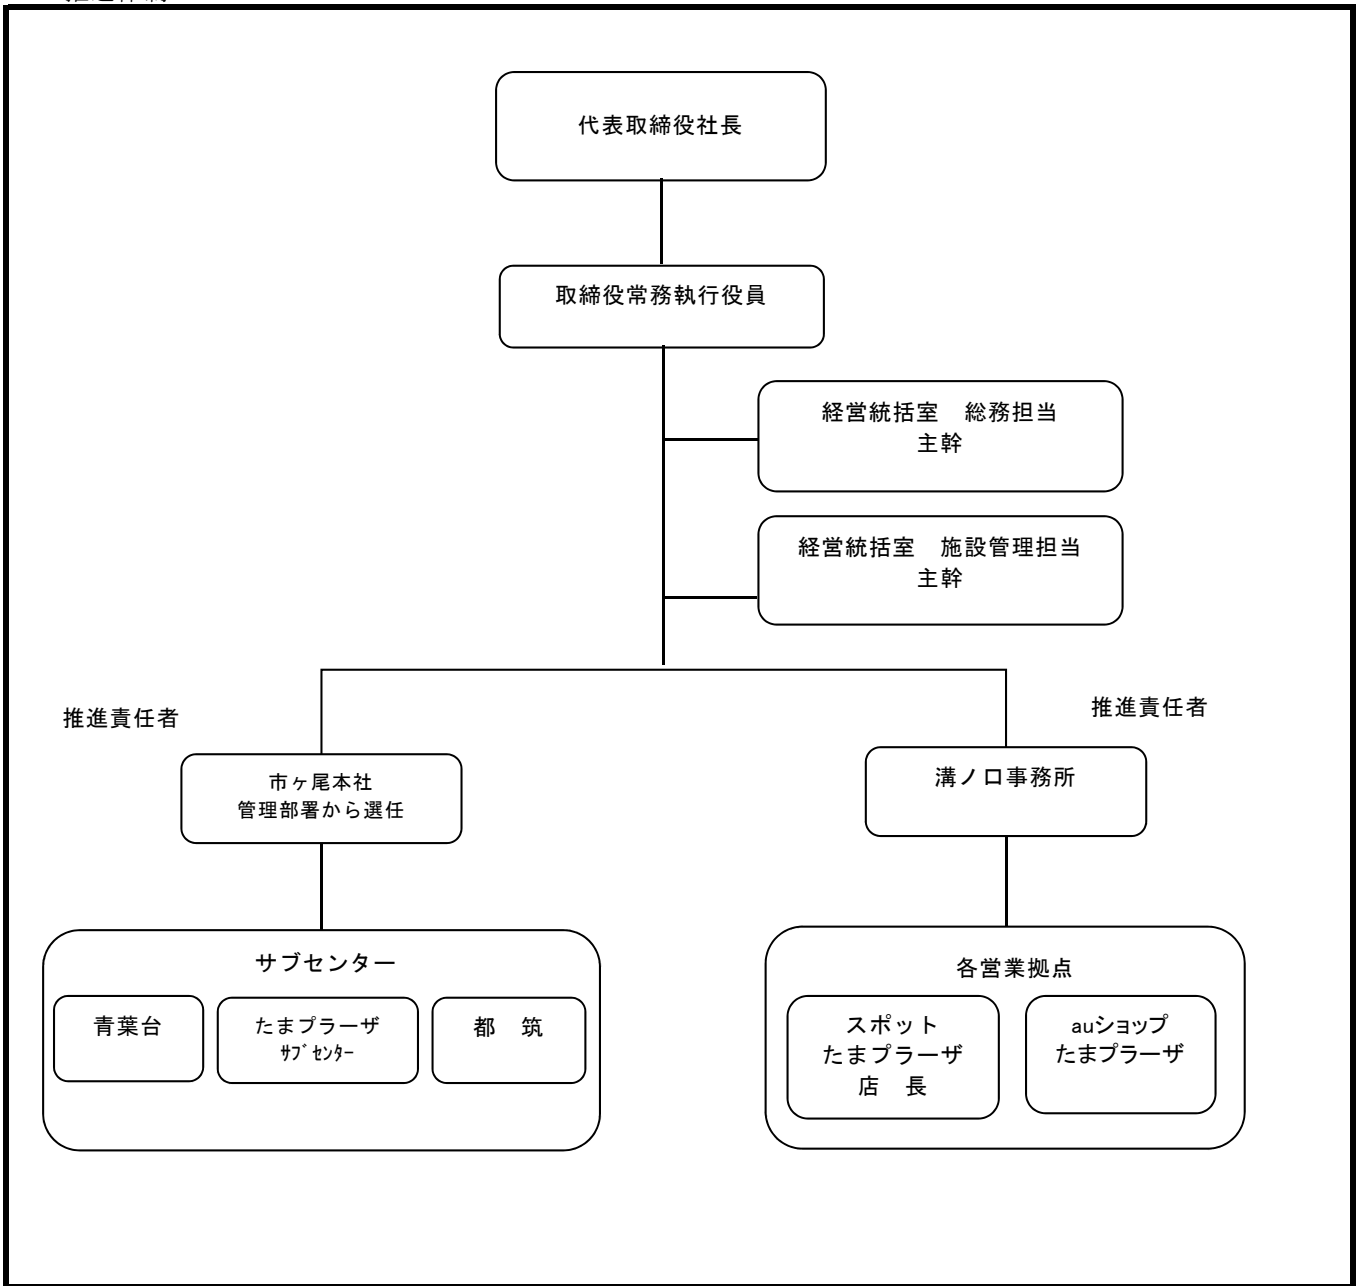 代表取締役社長
取締役常務執行役員
経営統括室　総務担当
主幹
経営統括室　施設管理担当
主幹
推進責任者
推進責任者
市ヶ尾本社
管理部署から選任
溝ノ口事務所
サブセンター
青葉台
たまプラーザ
ｻﾌﾞｾﾝﾀｰ
都　筑
各営業拠点
スポット
たまプラーザ
店　長
auショップ
たまプラーザ